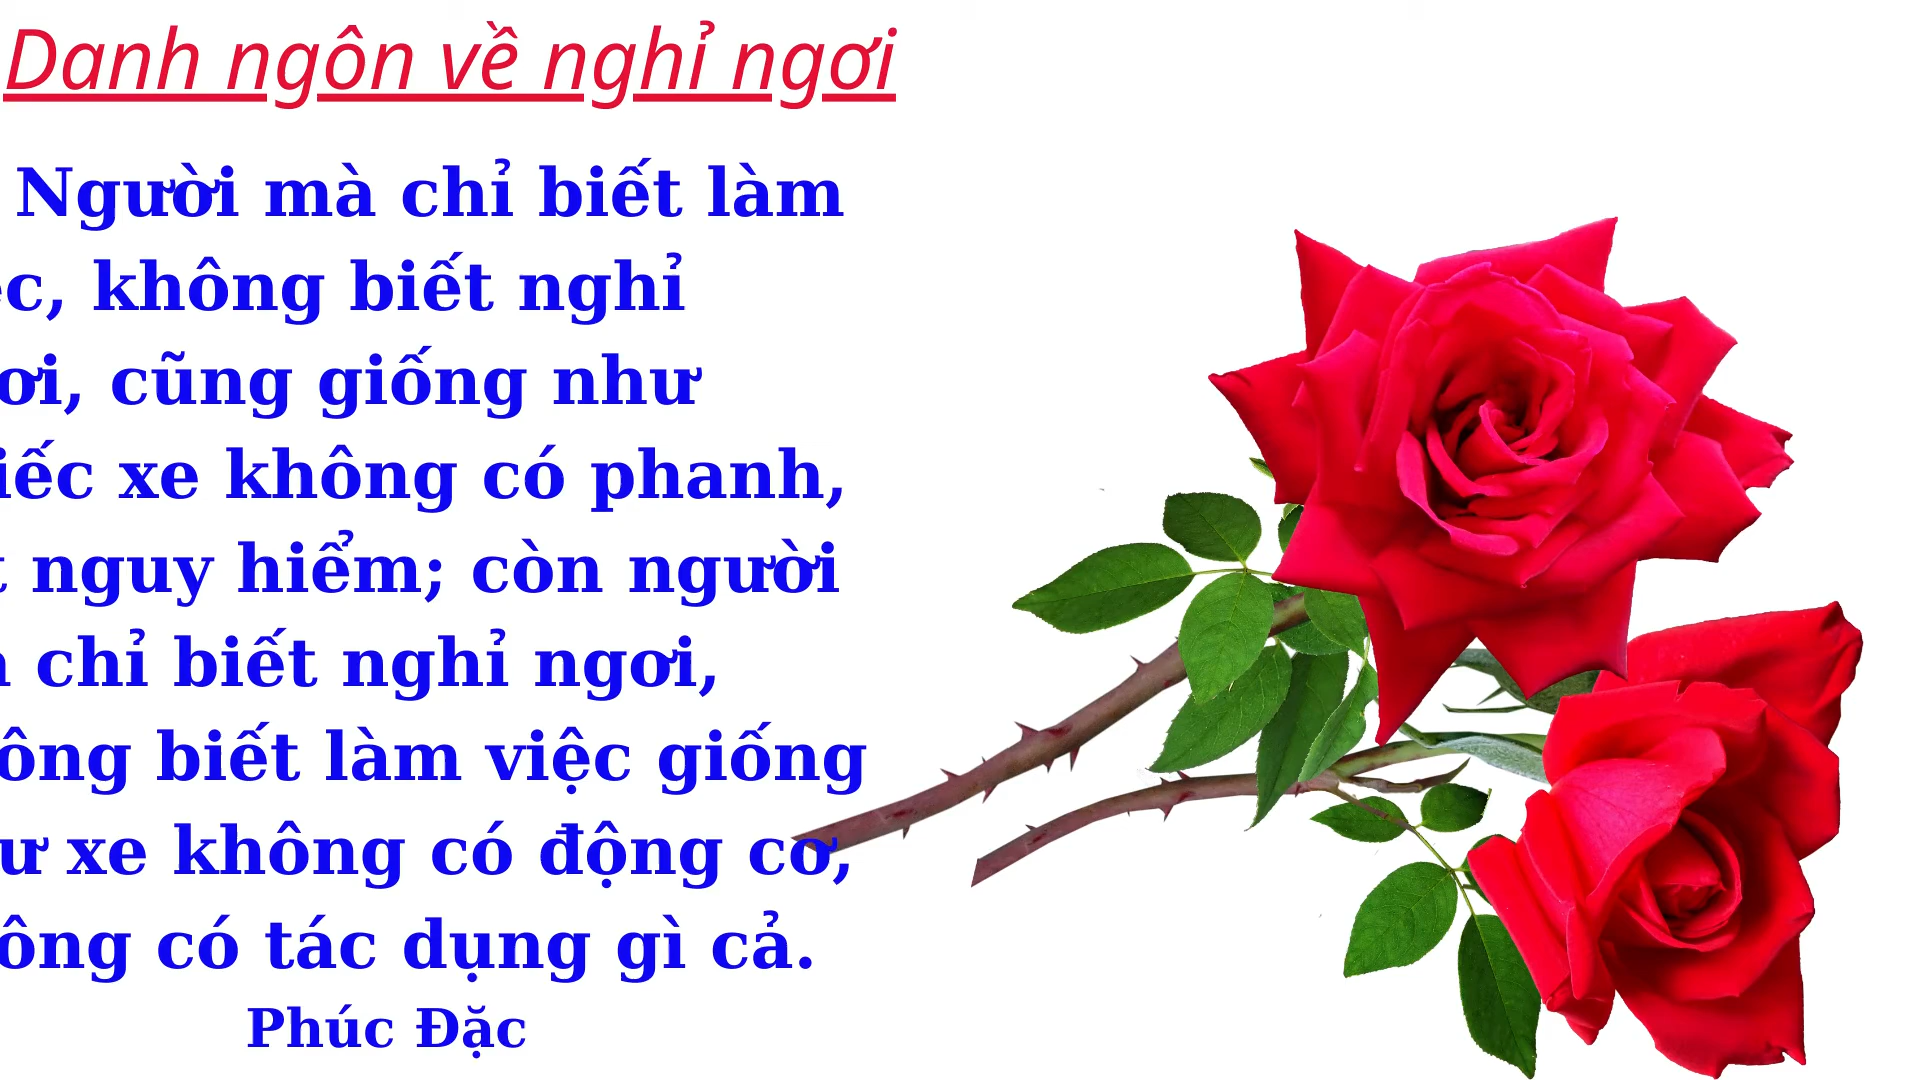 Danh ngôn về nghỉ ngơi
Người mà chỉ biết làm
ệc, không biết nghỉ
ơi, cũng giống như
iếc xe không có phanh,
t nguy hiểm; còn người
chỉ biết nghỉ ngơi,
ông biết làm việc giống
ư xe không có động cơ,
ông có tác dụng gì cả.
Phúc Đặc